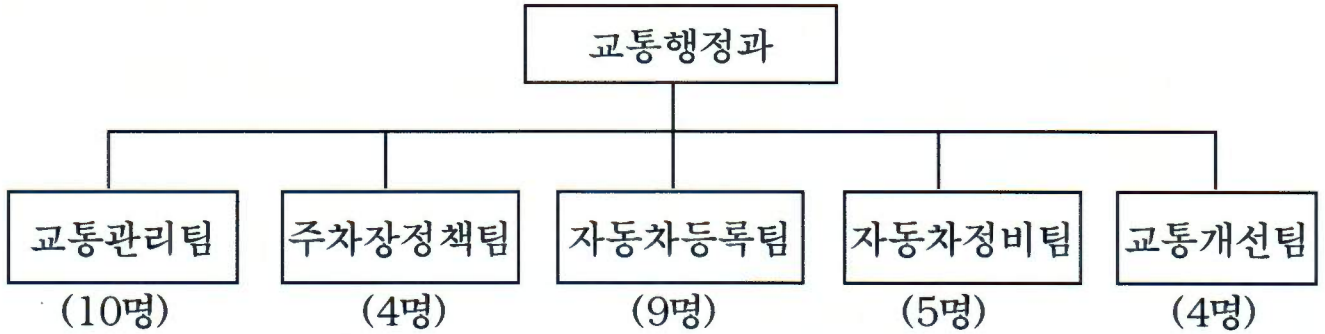 교통행정과
교통관리팀 주차장정책팀 자동차등록팀 자동차정비팀 교통개선팀
(10명) (4명) (9명) (5명) (4명)